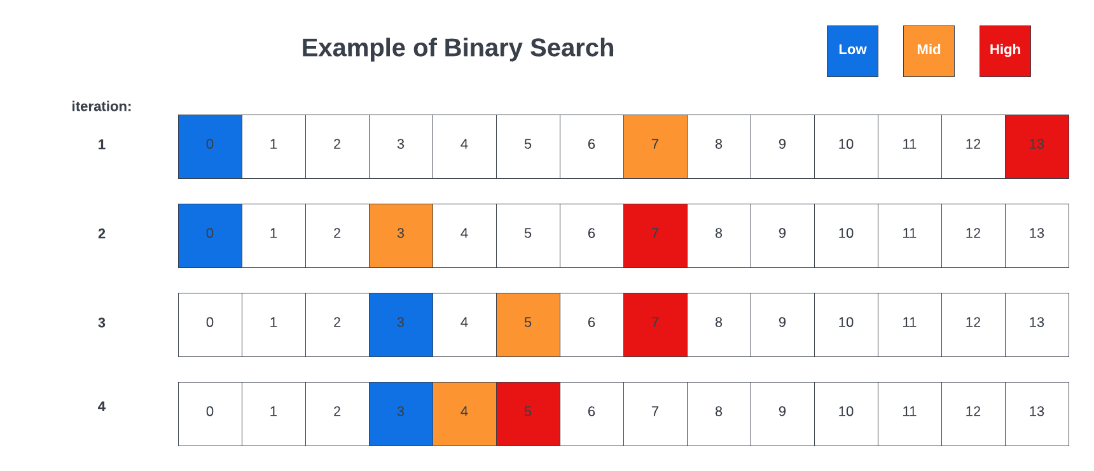 Example of Binary Search
Low Mid High
iteration:
1 0 1 2 3 4 5 6 7 8 9 10 11 12 13
2 0 1 2 3 4 5 6 7 8 9 10 11 12 13
3 0 1 2 3 4 5 6 7 8 9 10 11 12 13
4 0 1 2 3 4 5 6 7 8 9 10 11 12 13